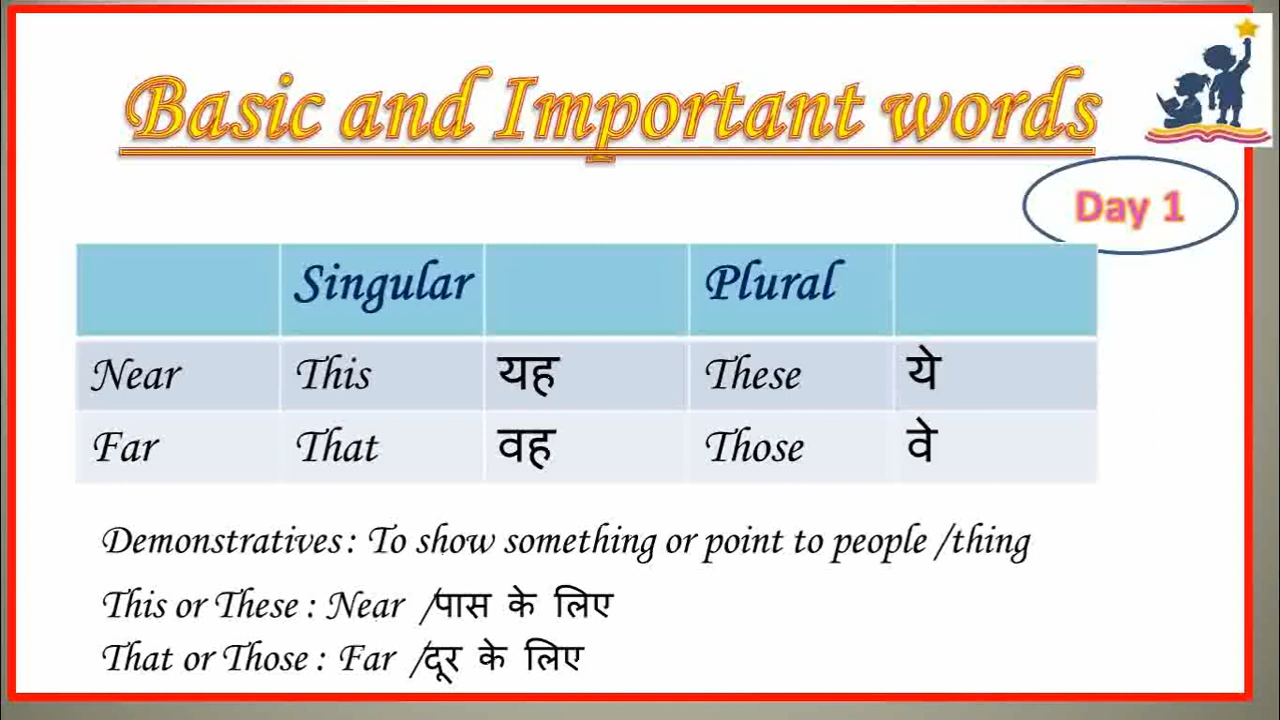 Basic and Important words
Day 1
Singular Plural
Near This यह These ये
Far That वह Those वे
Demonstratives : To show something or point to people /thing
This or These : Near /पास के लिए
That or Those : Far /दूर के लिए